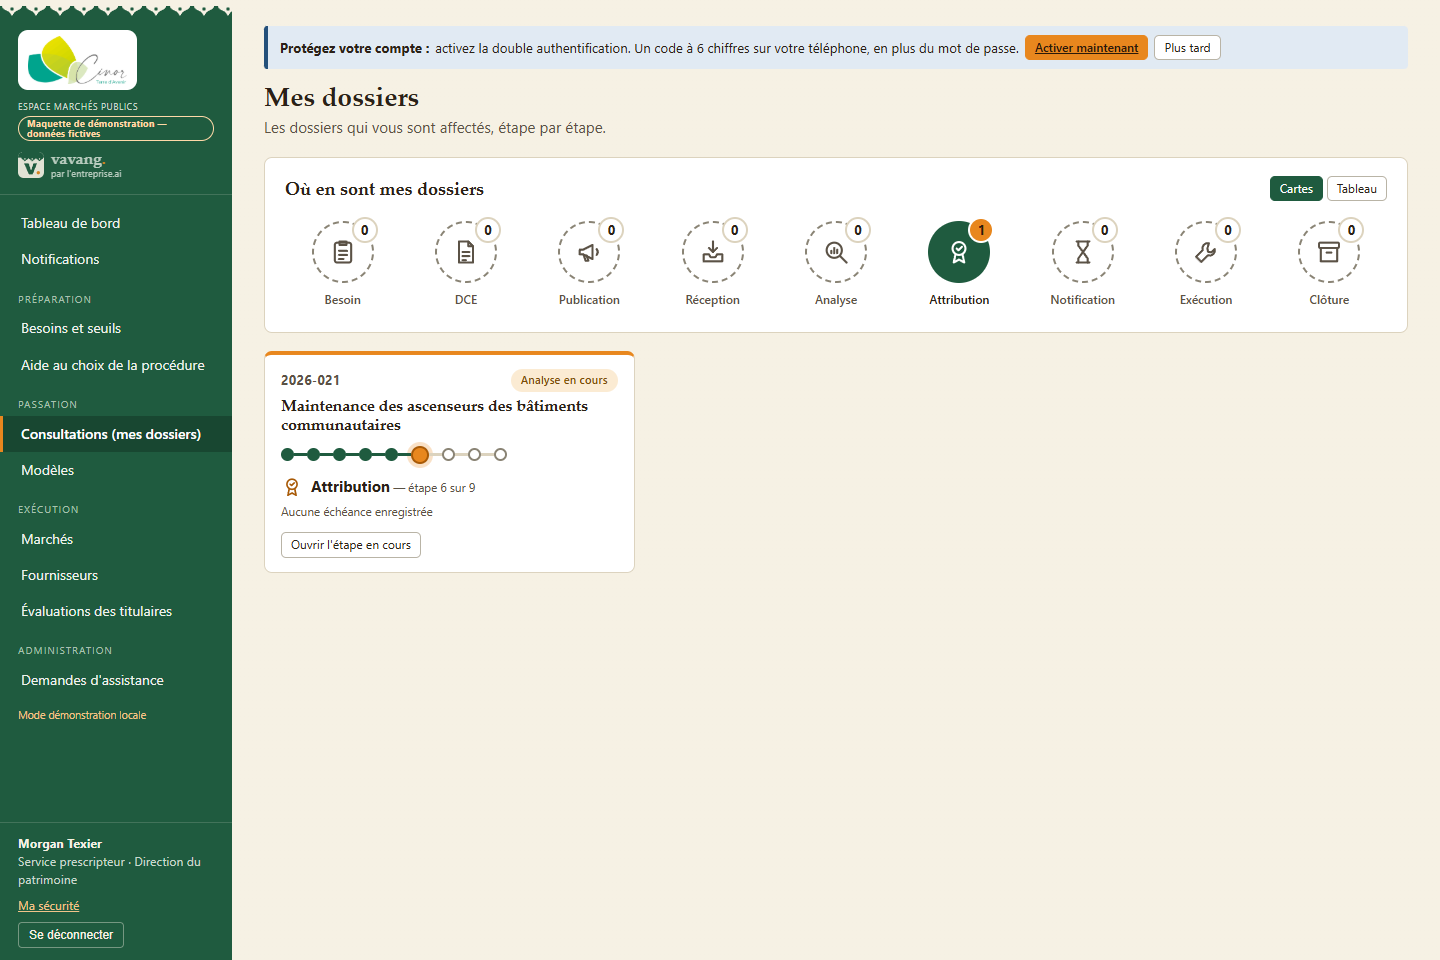 Cinor
ESPACE MARCHÉS PUBLICS
Maquette de démonstration —
données fictives
v.
vavang.
par l'entreprise.ai
Tableau de bord
Notifications
PRÉPARATION
Besoins et seuils
Aide au choix de la procédure
PASSATION
Consultations (mes dossiers)
Modèles
EXÉCUTION
Marchés
Fournisseurs
Évaluations des titulaires
ADMINISTRATION
Demandes d'assistance
Mode démonstration locale
Morgan Texier
Service prescripteur · Direction du
patrimoine
Ma sécurité
Se déconnecter
Protégez votre compte : activez la double authentification. Un code à 6 chiffres sur votre téléphone, en plus du mot de passe. Activer maintenant Plus tard
Mes dossiers
Les dossiers qui vous sont affectés, étape par étape.
Où en sont mes dossiers
Cartes Tableau
0 0 0 0 0 1 0 0 0
Besoin DCE Publication Réception Analyse Attribution Notification Exécution Clôture
2026-021 Analyse en cours
Maintenance des ascenseurs des bâtiments
communautaires
Attribution — étape 6 sur 9
Aucune échéance enregistrée
Ouvrir l'étape en cours